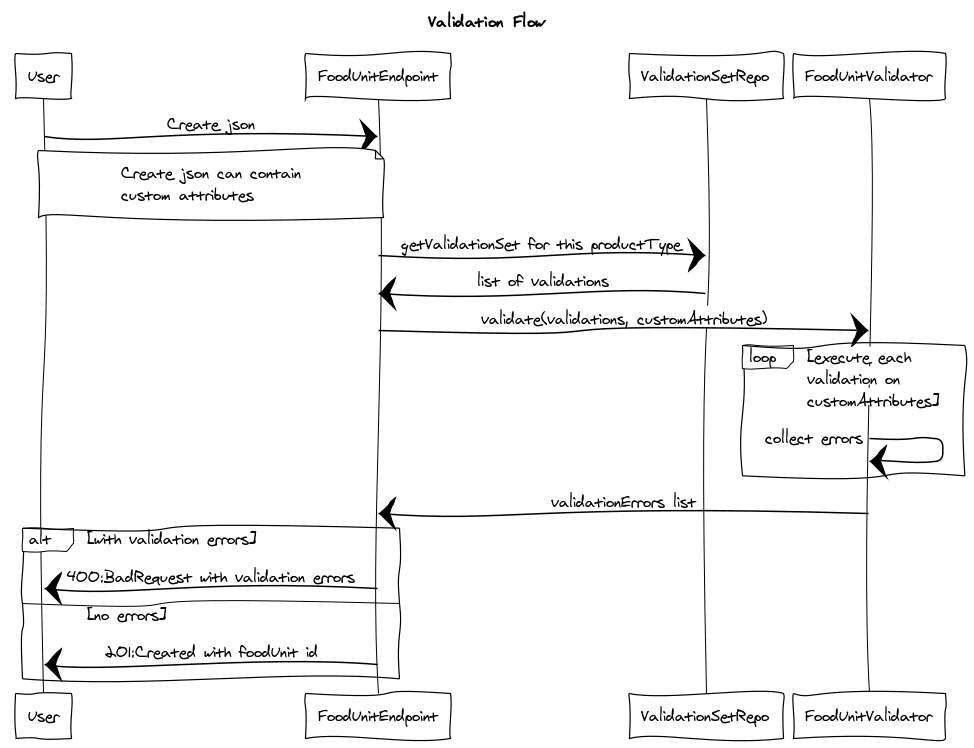 Validation Flow
User
FoodUnitEndpoint
ValidationSetRepo
FoodUnitValidator
Create json
Create json can contain
custom attributes
getValidationSet for this productType
list of validations
validate(validations, customAttributes)
loop
[execute each
validation on
customAttributes]
collect errors
validationErrors list
alt
[with validation errors]
400:BadRequest with validation errors
[no errors]
201:Created with foodUnit id
User
FoodUnitEndpoint
ValidationSetRepo
FoodUnitValidator